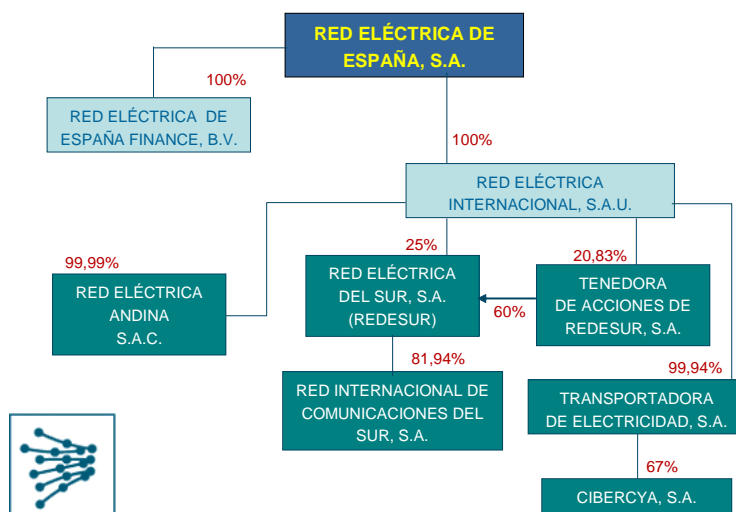 RED ELÉCTRICA DE
ESPAÑA, S.A.
100%
RED ELÉCTRICA DE
ESPAÑA FINANCE, B.V.
100%
RED ELÉCTRICA
INTERNACIONAL, S.A.U.
99,99%
RED ELÉCTRICA
ANDINA
S.A.C.
25%
RED ELÉCTRICA
DEL SUR, S.A.
(REDESUR)
60%
20,83%
TENEDORA
DE ACCIONES DE
REDESUR, S.A.
81,94%
RED INTERNACIONAL DE
COMUNICACIONES DEL
SUR, S.A.
99,94%
TRANSPORTADORA
DE ELECTRICIDAD, S.A.
67%
CIBERCYA, S.A.